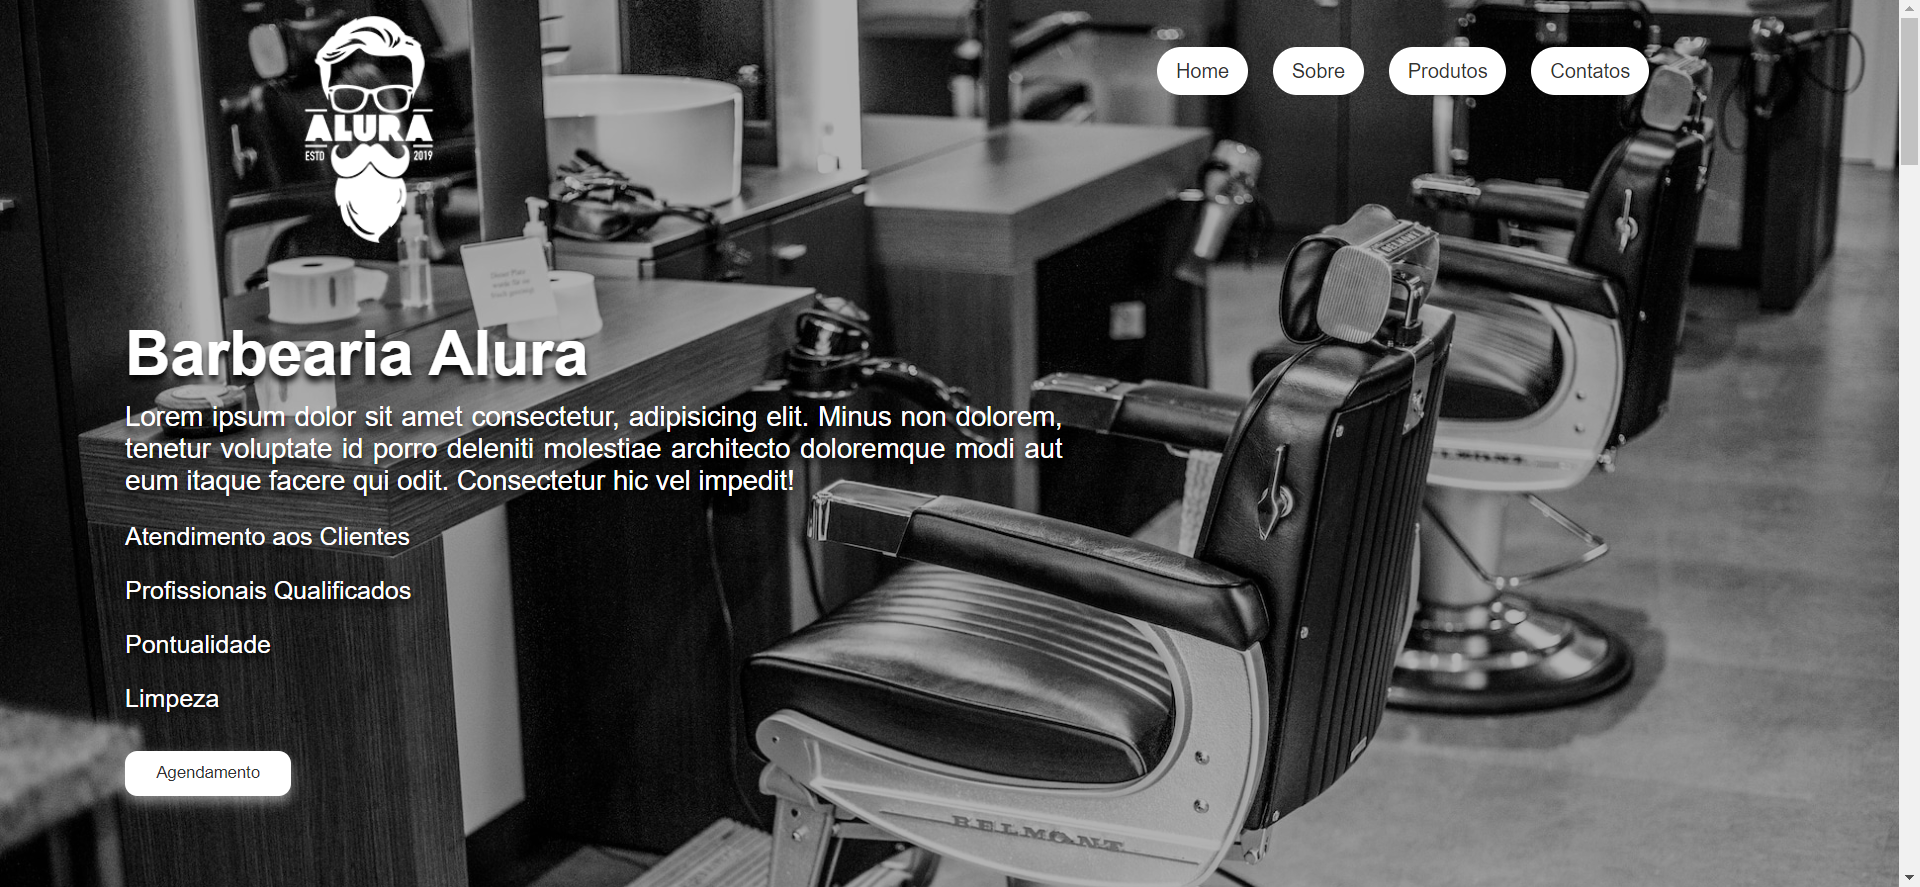 ALURA
ESTD 2019
Home
Sobre
Produtos
Contatos
Barbearia Alura
Lorem ipsum dolor sit amet consectetur, adipisicing elit. Minus non dolorem,
tenetur voluptate id porro deleniti molestiae architecto doloremque modi aut
eum itaque facere qui odit. Consectetur hic vel impedit!
Atendimento aos Clientes
Profissionais Qualificados
Pontualidade
Limpeza
Agendamento
BELMONT
BELMONT